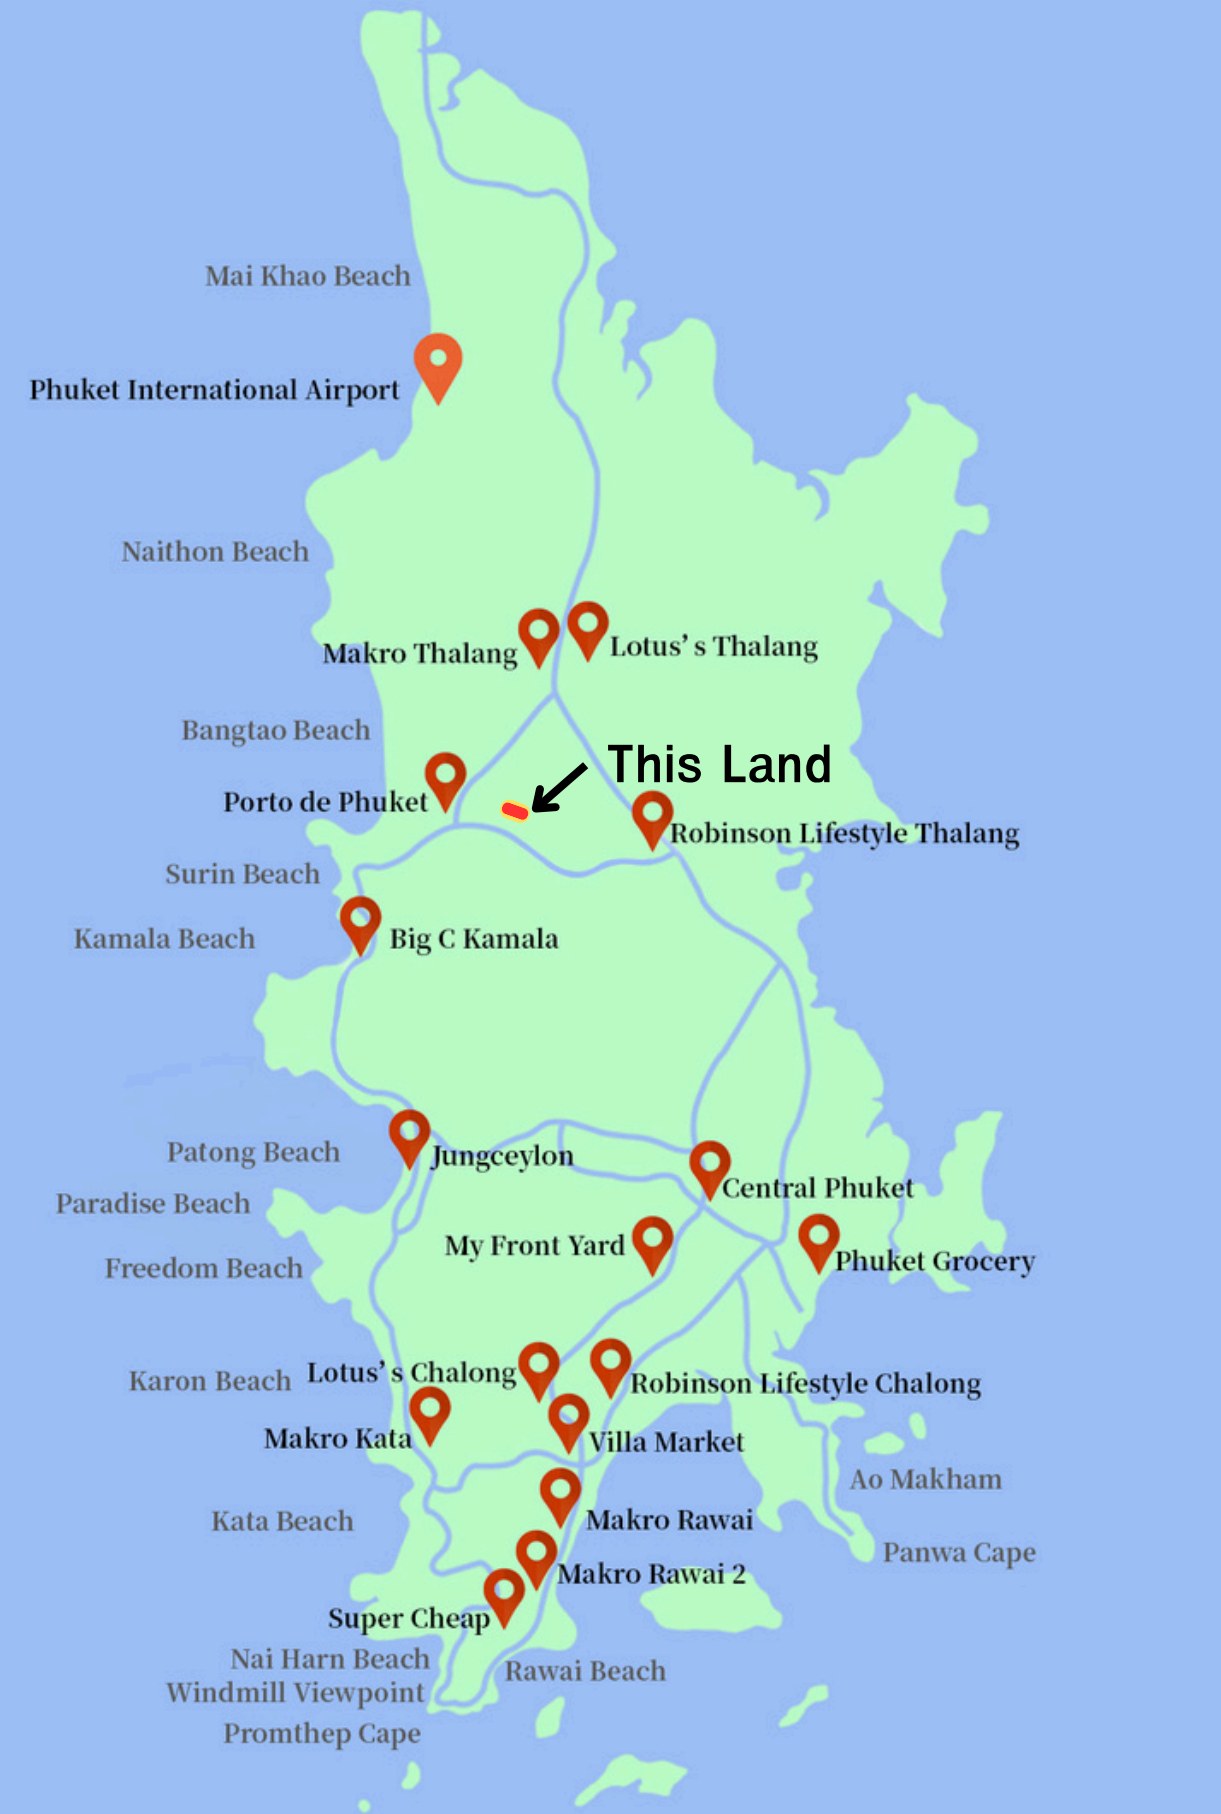 Mai Khao Beach
Phuket International Airport
Naithon Beach
Makro Thalang
Lotus’s Thalang
Bangtao Beach
This Land
Porto de Phuket
Robinson Lifestyle Thalang
Surin Beach
Kamala Beach
Big C Kamala
Patong Beach
Jungceylon
Central Phuket
Paradise Beach
My Front Yard
Phuket Grocery
Freedom Beach
Karon Beach
Lotus’s Chalong
Robinson Lifestyle Chalong
Makro Kata
Villa Market
Ao Makham
Kata Beach
Makro Rawai
Panwa Cape
Makro Rawai 2
Super Cheap
Nai Harn Beach
Rawai Beach
Windmill Viewpoint
Promthep Cape